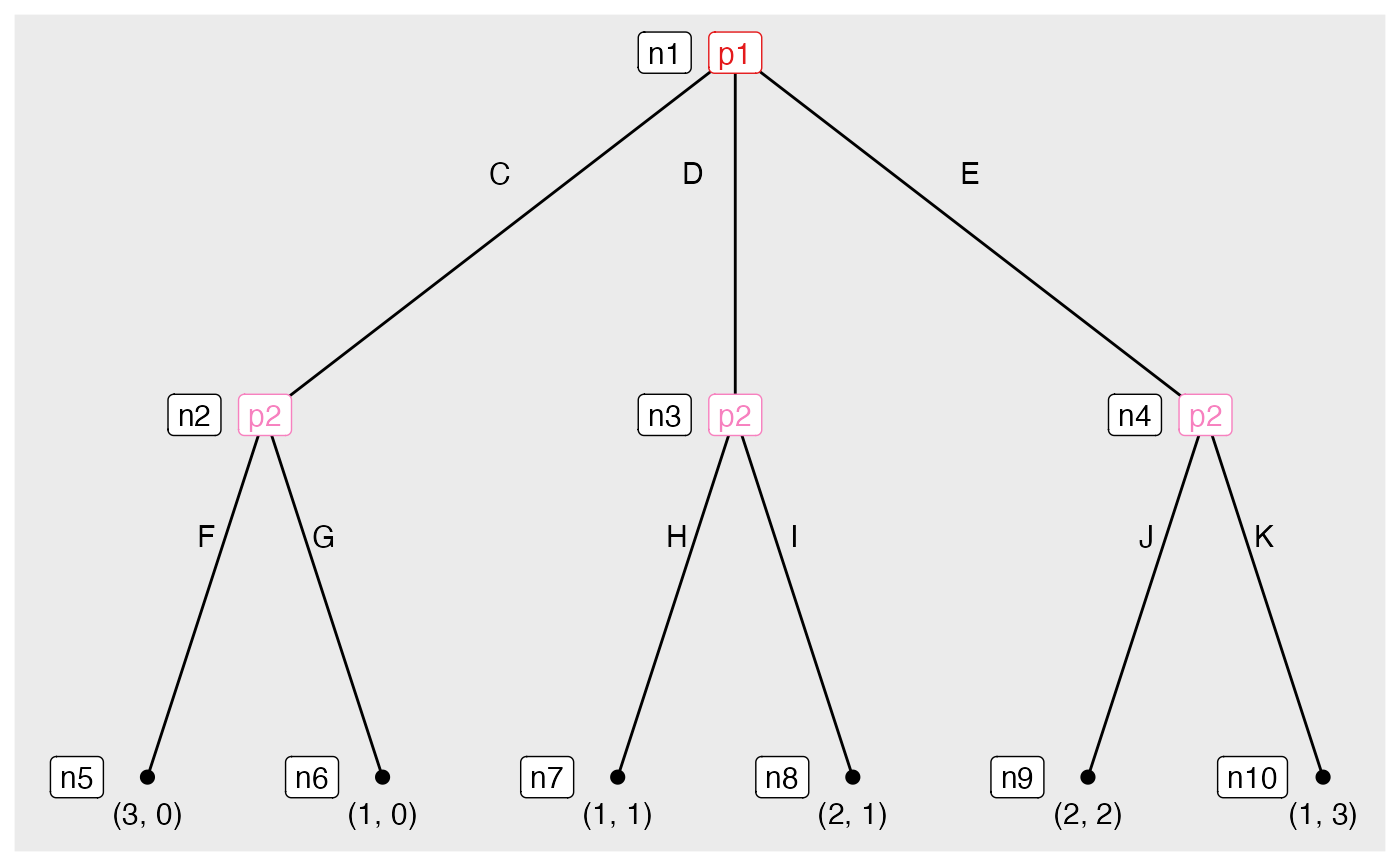 n1 p1
C D E
n2 p2 n3 p2 n4 p2
F G H I J K
n5 n6 n7 n8 n9 n10
(3, 0) (1, 0) (1, 1) (2, 1) (2, 2) (1, 3)